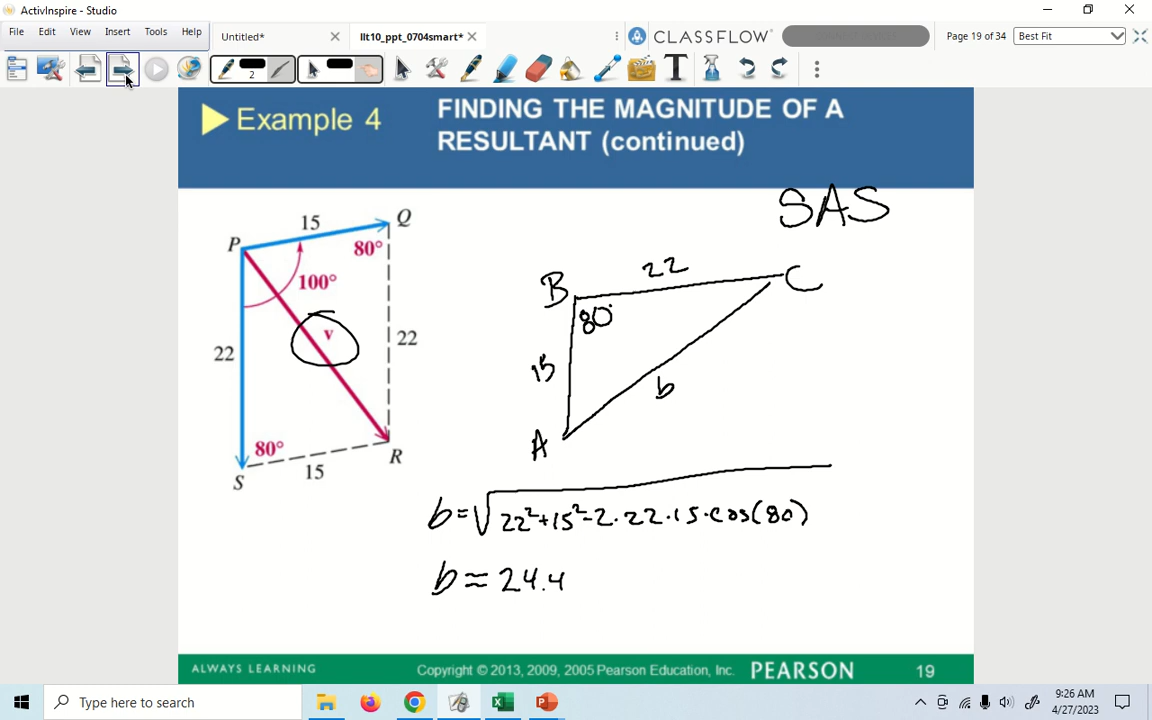 ActivInspire - Studio
File Edit View Insert Tools Help
Untitled*
llt10_ppt_0704smart*
CLASSFLOW
Page 19 of 34
Best Fit
2
Example 4
FINDING THE MAGNITUDE OF A
RESULTANT (continued)
SAS
15
Q
P
80°
100°
v
22
22
80°
15
S
R
B
22
C
80°
15
b
A
b=√22²+15²-2·22·15·cos(80)
b≈24.4
ALWAYS LEARNING
Copyright © 2013, 2009, 2005 Pearson Education, Inc.
PEARSON
19
Type here to search
9:26 AM
4/27/2023